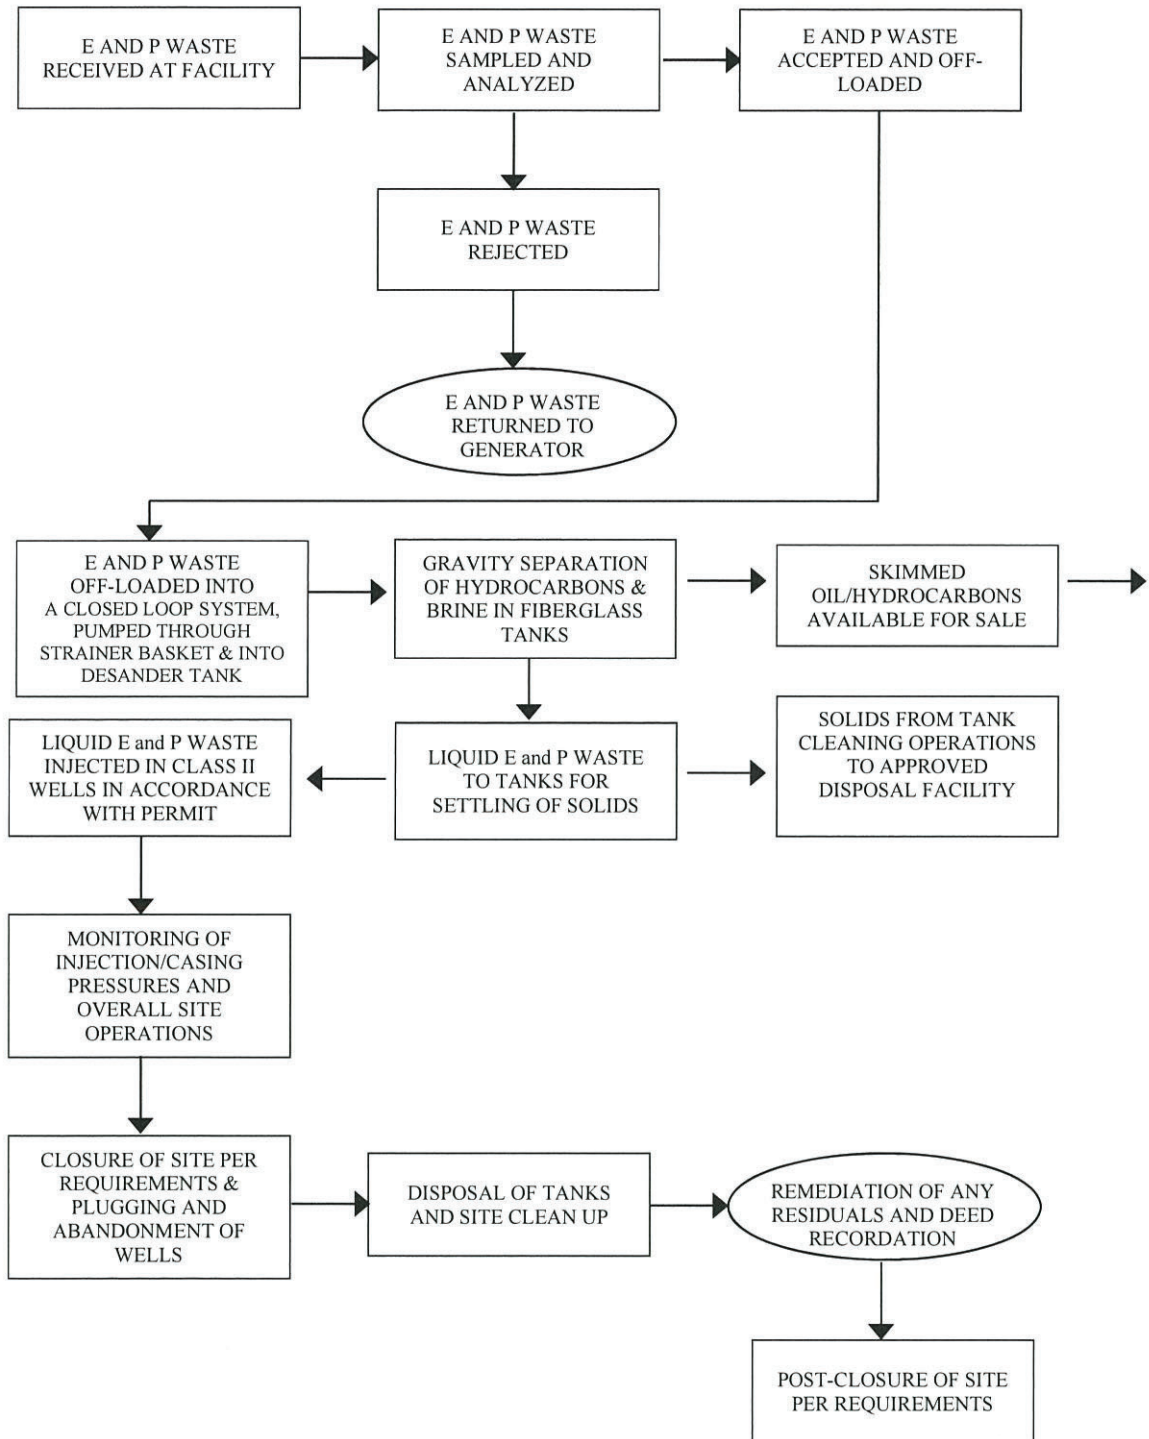 E AND P WASTE
RECEIVED AT FACILITY
E AND P WASTE
SAMPLED AND
ANALYZED
E AND P WASTE
ACCEPTED AND OFF-
LOADED
E AND P WASTE
REJECTED
E AND P WASTE
RETURNED TO
GENERATOR
E AND P WASTE
OFF-LOADED INTO
A CLOSED LOOP SYSTEM,
PUMPED THROUGH
STRAINER BASKET & INTO
DESANDER TANK
GRAVITY SEPARATION
OF HYDROCARBONS &
BRINE IN FIBERGLASS
TANKS
SKIMMED
OIL/HYDROCARBONS
AVAILABLE FOR SALE
LIQUID E and P WASTE
INJECTED IN CLASS II
WELLS IN ACCORDANCE
WITH PERMIT
LIQUID E and P WASTE
TO TANKS FOR
SETTLING OF SOLIDS
SOLIDS FROM TANK
CLEANING OPERATIONS
TO APPROVED
DISPOSAL FACILITY
MONITORING OF
INJECTION/CASING
PRESSURES AND
OVERALL SITE
OPERATIONS
CLOSURE OF SITE PER
REQUIREMENTS &
PLUGGING AND
ABANDONMENT OF
WELLS
DISPOSAL OF TANKS
AND SITE CLEAN UP
REMEDIATION OF ANY
RESIDUALS AND DEED
RECORDATION
POST-CLOSURE OF SITE
PER REQUIREMENTS